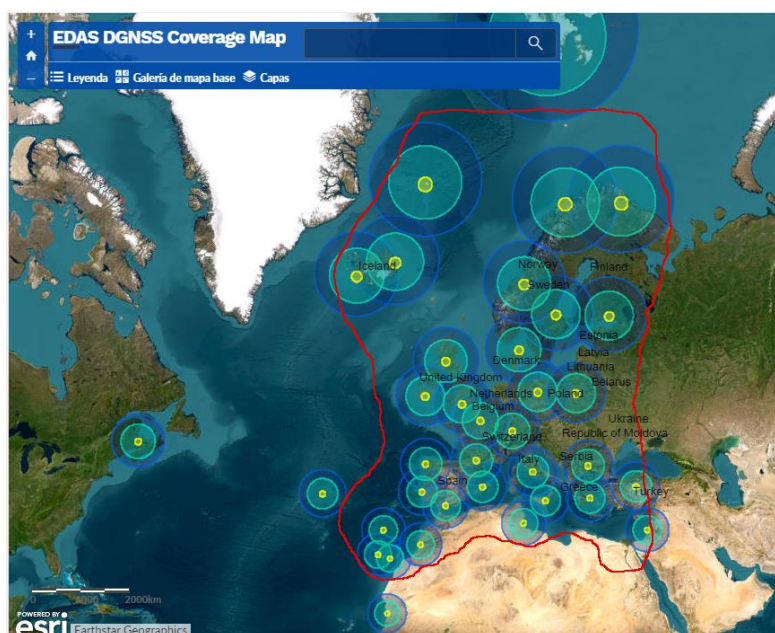 +
EDAS DGNSS Coverage Map
−
Leyenda Galería de mapa base Capas
Iceland
Norway
Finland
Sweden
Estonia
Latvia
Denmark
Lithuania
United Kingdom
Belarus
Netherlands
Poland
Belgium
Ukraine
Switzerland
Republic of Moldova
Italy
Serbia
Spain
Greece
Turkey
0 2000km
POWERED BY
esri
Earthstar Geographics